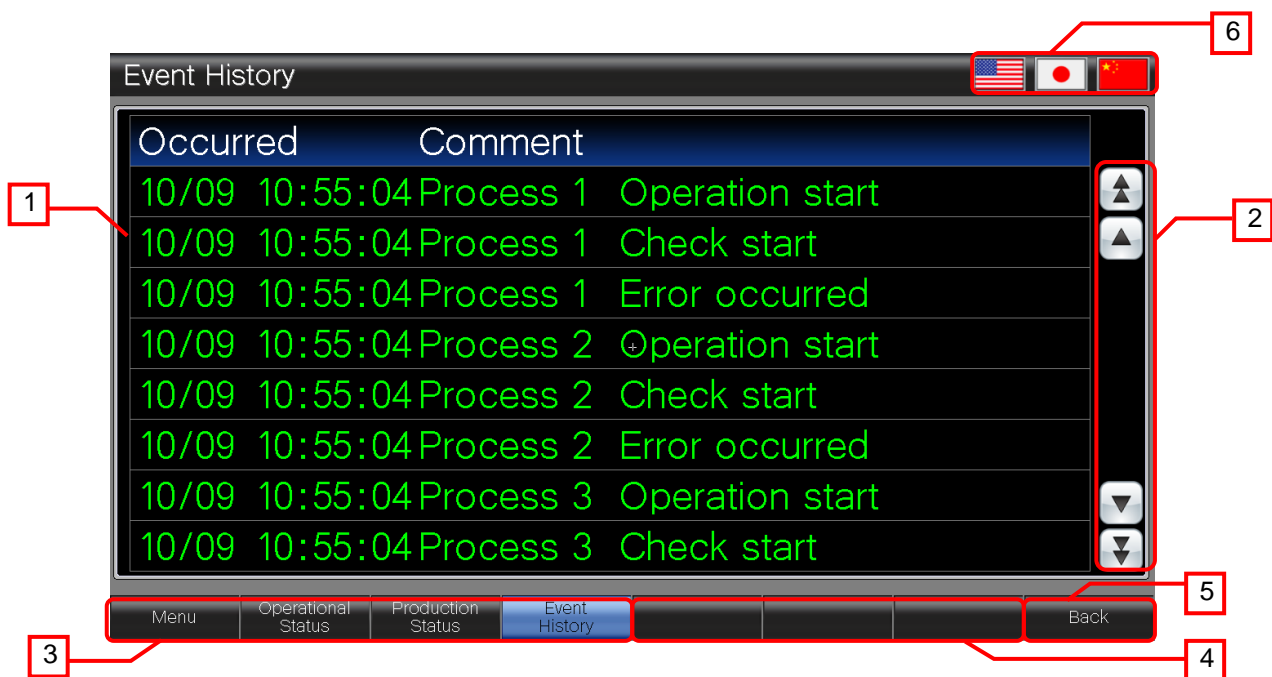 6
Event History
Occurred Comment
10/09 10:55:04 Process 1 Operation start
1
10/09 10:55:04 Process 1 Check start
2
10/09 10:55:04 Process 1 Error occurred
10/09 10:55:04 Process 2 Operation start
10/09 10:55:04 Process 2 Check start
10/09 10:55:04 Process 2 Error occurred
10/09 10:55:04 Process 3 Operation start
10/09 10:55:04 Process 3 Check start
5
Menu
Operational
Status
Production
Status
Event
History
Back
3
4